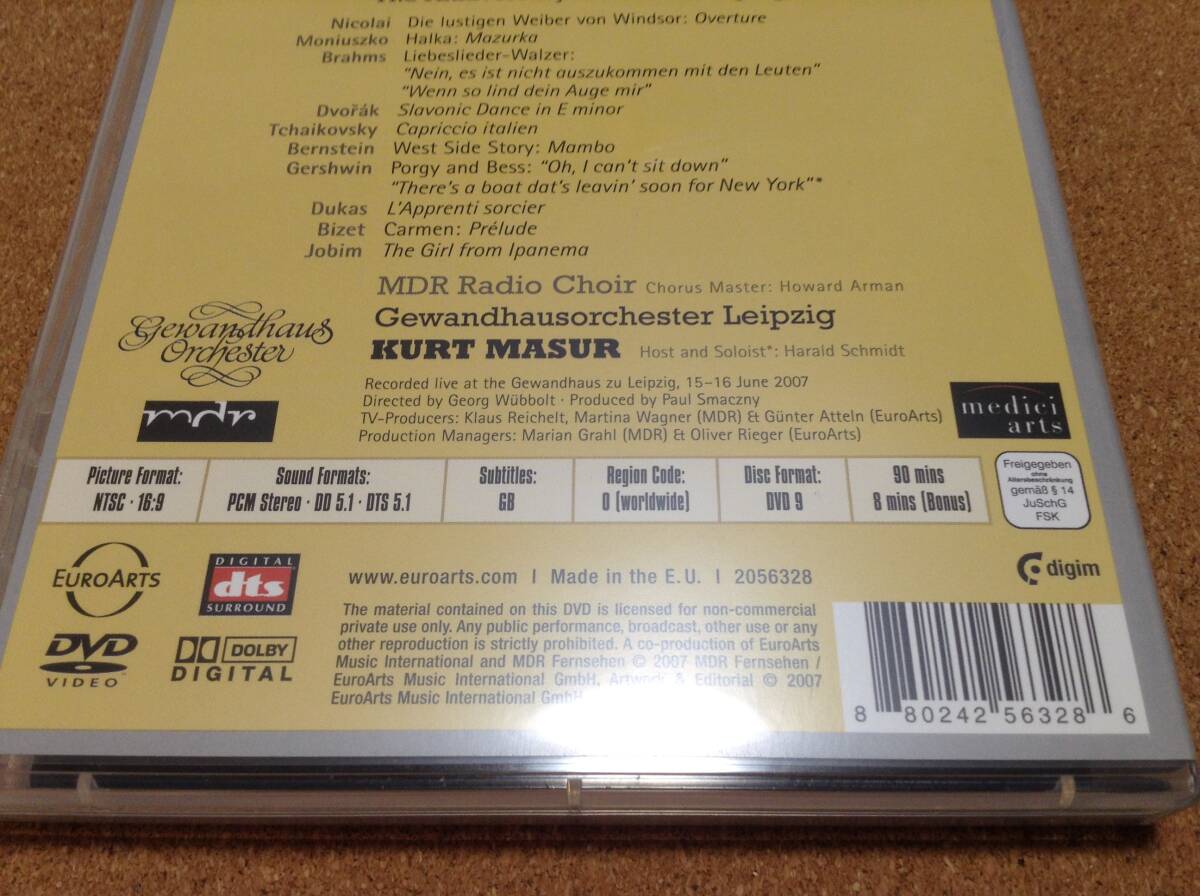 Nicolai Die lustigen Weiber von Windsor: Overture
Moniuszko Halka: Mazurka
Brahms Liebeslieder-Walzer:
“Nein, es ist nicht auszukommen mit den Leuten”
“Wenn so lind dein Auge mir”
Dvořák Slavonic Dance in E minor
Tchaikovsky Capriccio italien
Bernstein West Side Story: Mambo
Gershwin Porgy and Bess: “Oh, I can’t sit down”
“There’s a boat dat’s leavin’ soon for New York”*
Dukas L’Apprenti sorcier
Bizet Carmen: Prélude
Jobim The Girl from Ipanema
MDR Radio Choir Chorus Master: Howard Arman
Gewandhausorchester Leipzig
KURT MASUR Host and Soloist*: Harald Schmidt
Gewandhaus
Orchester
Recorded live at the Gewandhaus zu Leipzig, 15–16 June 2007
Directed by Georg Wübbolt · Produced by Paul Smaczny
TV-Producers: Klaus Reichelt, Martina Wagner (MDR) & Günter Atteln (EuroArts)
Production Managers: Marian Grahl (MDR) & Oliver Rieger (EuroArts)
mdr
medici
arts
Picture Format:
NTSC · 16:9
Sound Formats:
PCM Stereo · DD 5.1 · DTS 5.1
Subtitles:
GB
Region Code:
0 (worldwide)
Disc Format:
DVD 9
90 mins
8 mins (Bonus)
Freigegeben
ohne
Altersbeschränkung
gemäß § 14
JuSchG
FSK
EUROARTS
DIGITAL
dts
SURROUND
www.euroarts.com I Made in the E.U. I 2056328
digim
DVD
VIDEO
DOLBY
DIGITAL
The material contained on this DVD is licensed for non-commercial
private use only. Any public performance, broadcast, other use or any
other reproduction is strictly prohibited. A co-production of EuroArts
Music International and MDR Fernsehen © 2007 MDR Fernsehen /
EuroArts Music International GmbH, Artwork & Editorial © 2007
EuroArts Music International GmbH
8 80242 56328 6